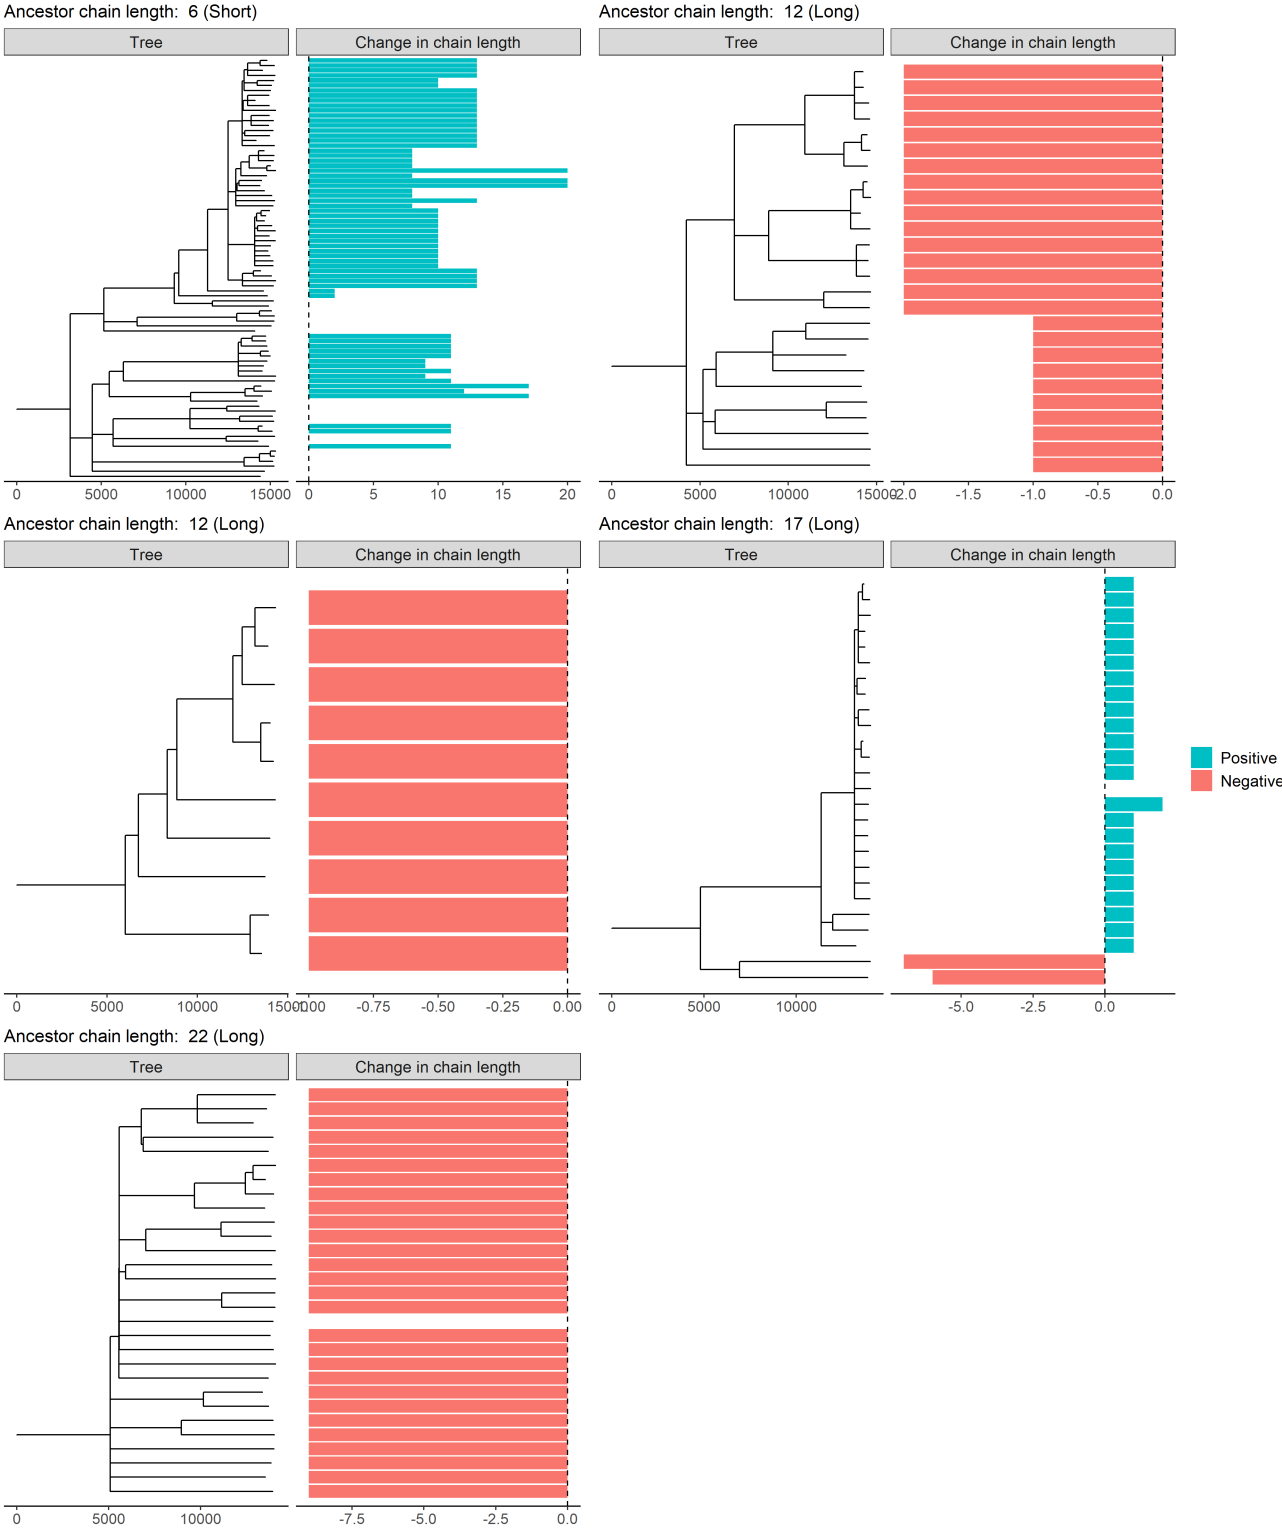 Ancestor chain length:  6 (Short)
Tree
Change in chain length
0 5000 10000 15000
0 5 10 15 20
Ancestor chain length:  12 (Long)
Tree
Change in chain length
0 5000 10000 15000
-2.0 -1.5 -1.0 -0.5 0.0
Ancestor chain length:  12 (Long)
Tree
Change in chain length
0 5000 10000 15000
-1.00 -0.75 -0.50 -0.25 0.00
Ancestor chain length:  17 (Long)
Tree
Change in chain length
0 5000 10000
-5.0 -2.5 0.0
Positive
Negative
Ancestor chain length:  22 (Long)
Tree
Change in chain length
0 5000 10000
-7.5 -5.0 -2.5 0.0